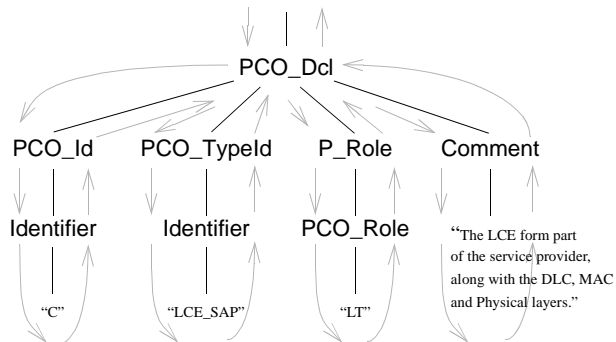 PCO_Dcl
PCO_Id PCO_TypeId P_Role Comment
Identifier Identifier PCO_Role
“The LCE form part
of the service provider,
along with the DLC, MAC
and Physical layers.”
“C” “LCE_SAP” “LT”